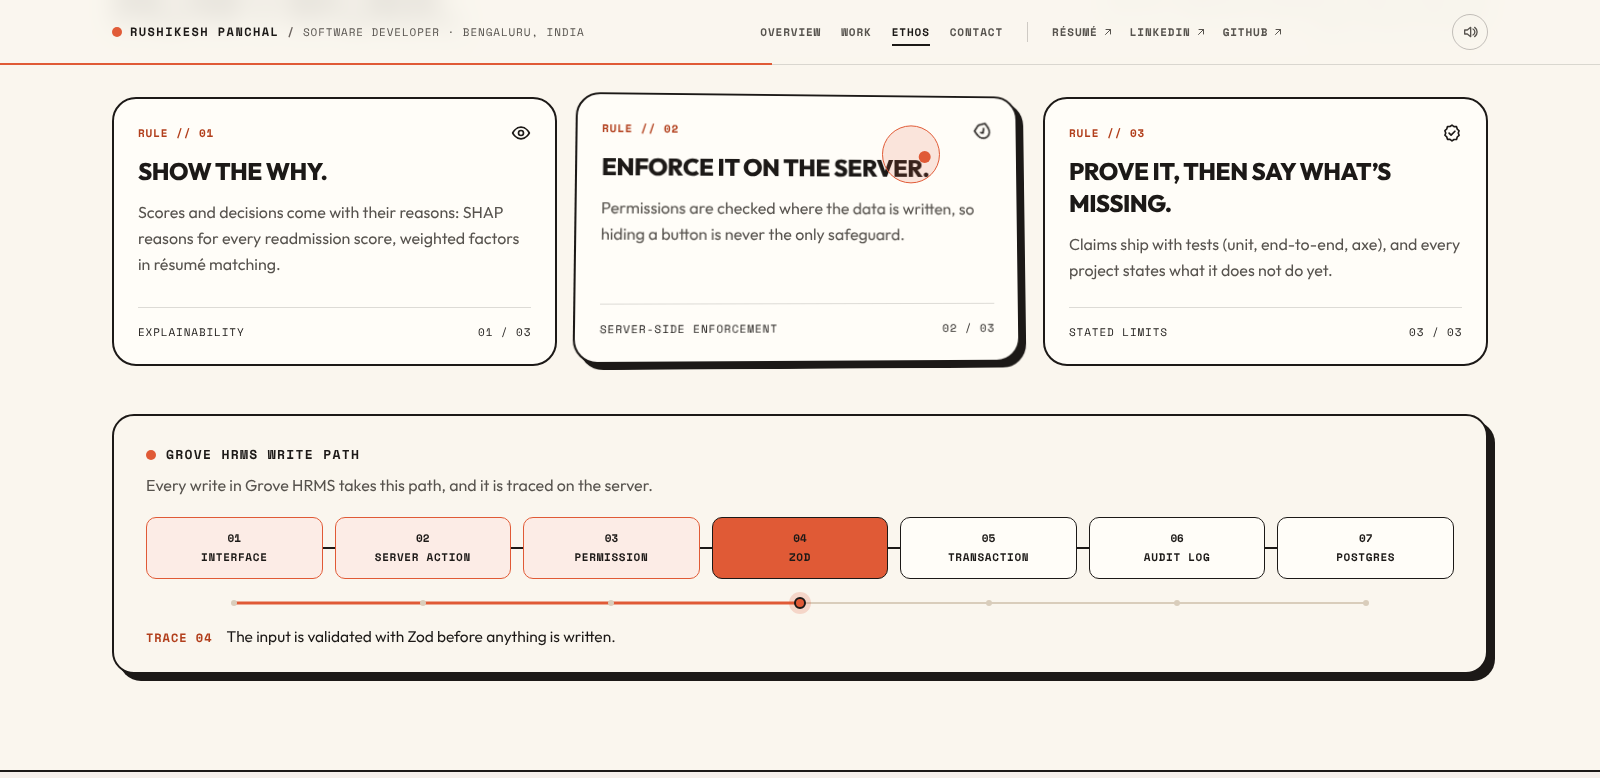 RUSHIKESH PANCHAL / SOFTWARE DEVELOPER · BENGALURU, INDIA
OVERVIEW WORK ETHOS CONTACT RÉSUMÉ ↗ LINKEDIN ↗ GITHUB ↗
RULE // 01
SHOW THE WHY.
Scores and decisions come with their reasons: SHAP
reasons for every readmission score, weighted factors
in résumé matching.
EXPLAINABILITY 01 / 03
RULE // 02
ENFORCE IT ON THE SERVER.
Permissions are checked where the data is written, so
hiding a button is never the only safeguard.
SERVER-SIDE ENFORCEMENT 02 / 03
RULE // 03
PROVE IT, THEN SAY WHAT’S
MISSING.
Claims ship with tests (unit, end-to-end, axe), and every
project states what it does not do yet.
STATED LIMITS 03 / 03
GROVE HRMS WRITE PATH
Every write in Grove HRMS takes this path, and it is traced on the server.
01
INTERFACE
02
SERVER ACTION
03
PERMISSION
04
ZOD
05
TRANSACTION
06
AUDIT LOG
07
POSTGRES
TRACE 04 The input is validated with Zod before anything is written.